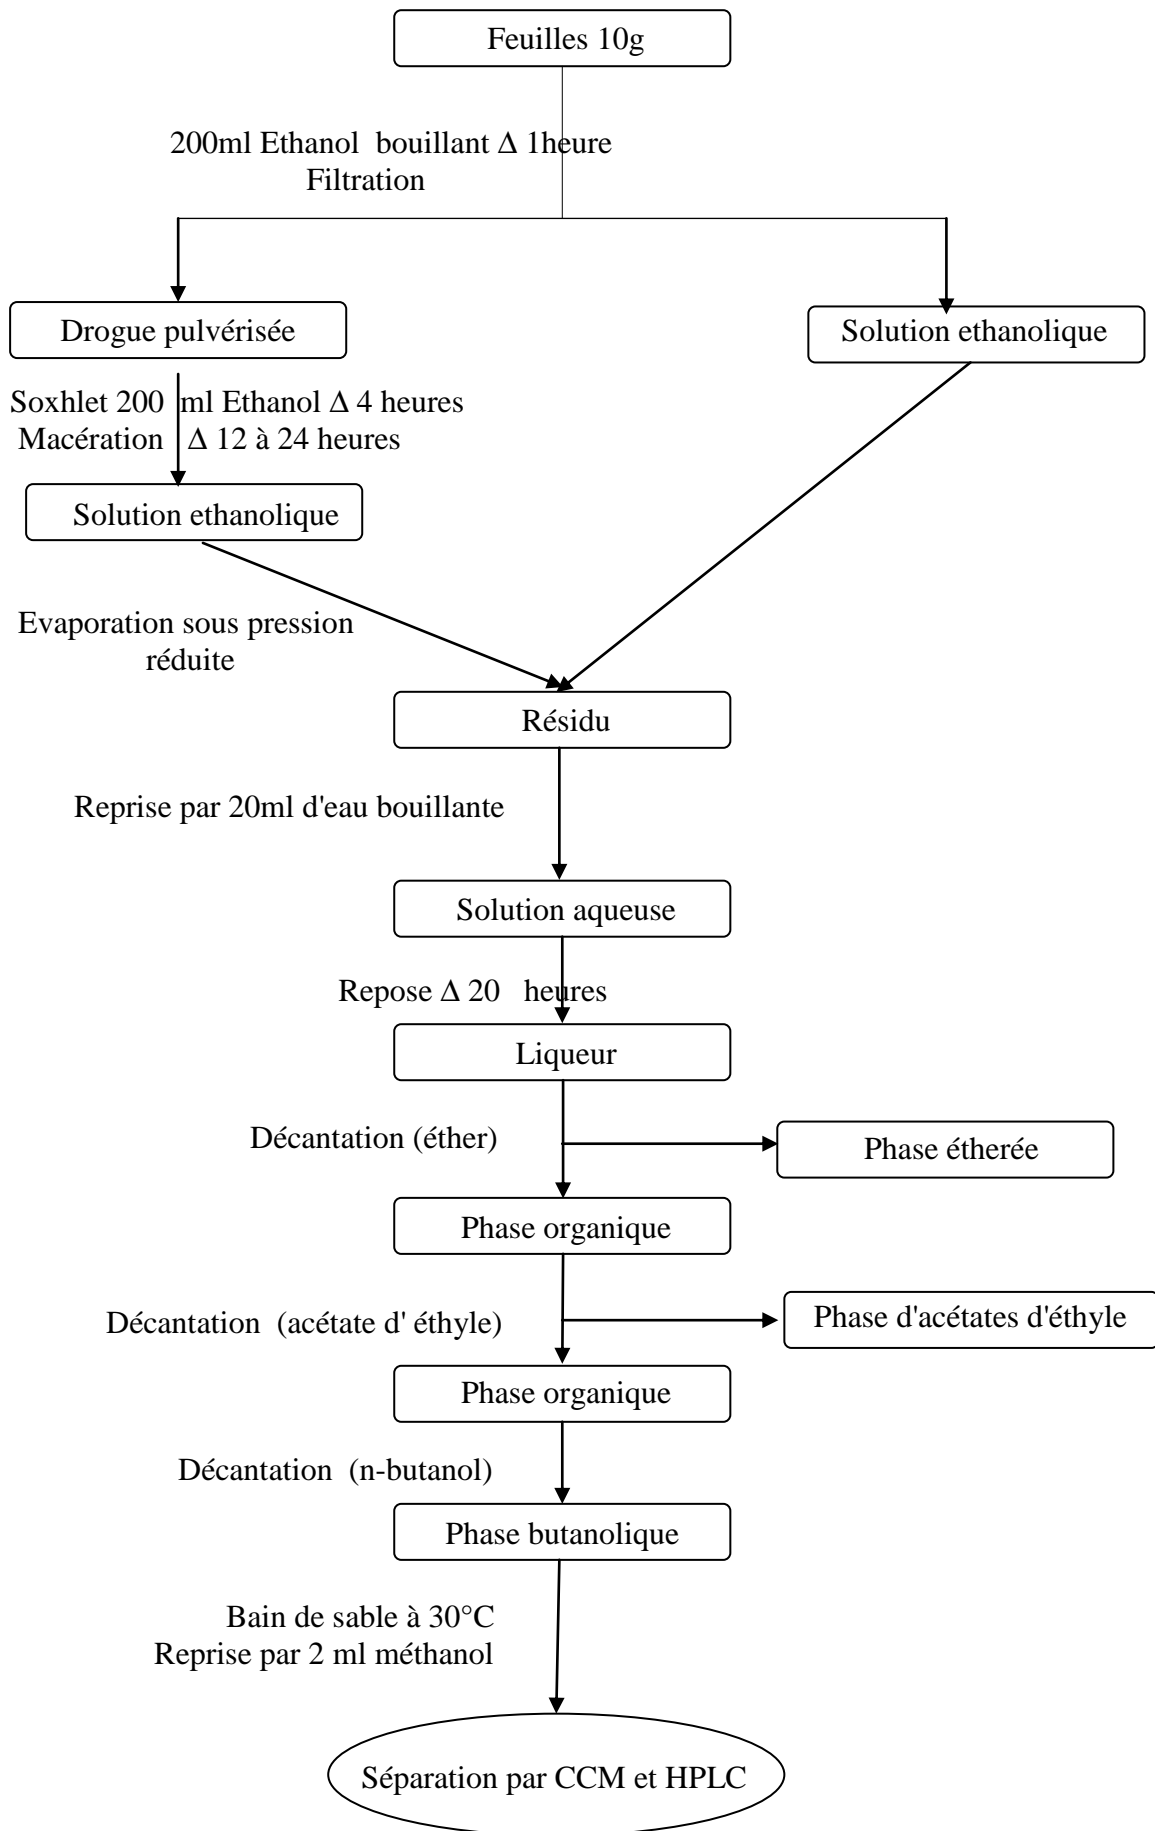 Feuilles 10g
200ml Ethanol bouillant Δ 1heure
Filtration
Drogue pulvérisée
Solution ethanolique
Soxhlet 200 ml Ethanol Δ 4 heures
Macération Δ 12 à 24 heures
Solution ethanolique
Evaporation sous pression
réduite
Résidu
Reprise par 20ml d'eau bouillante
Solution aqueuse
Repose Δ 20 heures
Liqueur
Décantation (éther)
Phase étherée
Phase organique
Décantation (acétate d' éthyle)
Phase d'acétates d'éthyle
Phase organique
Décantation (n-butanol)
Phase butanolique
Bain de sable à 30°C
Reprise par 2 ml méthanol
Séparation par CCM et HPLC